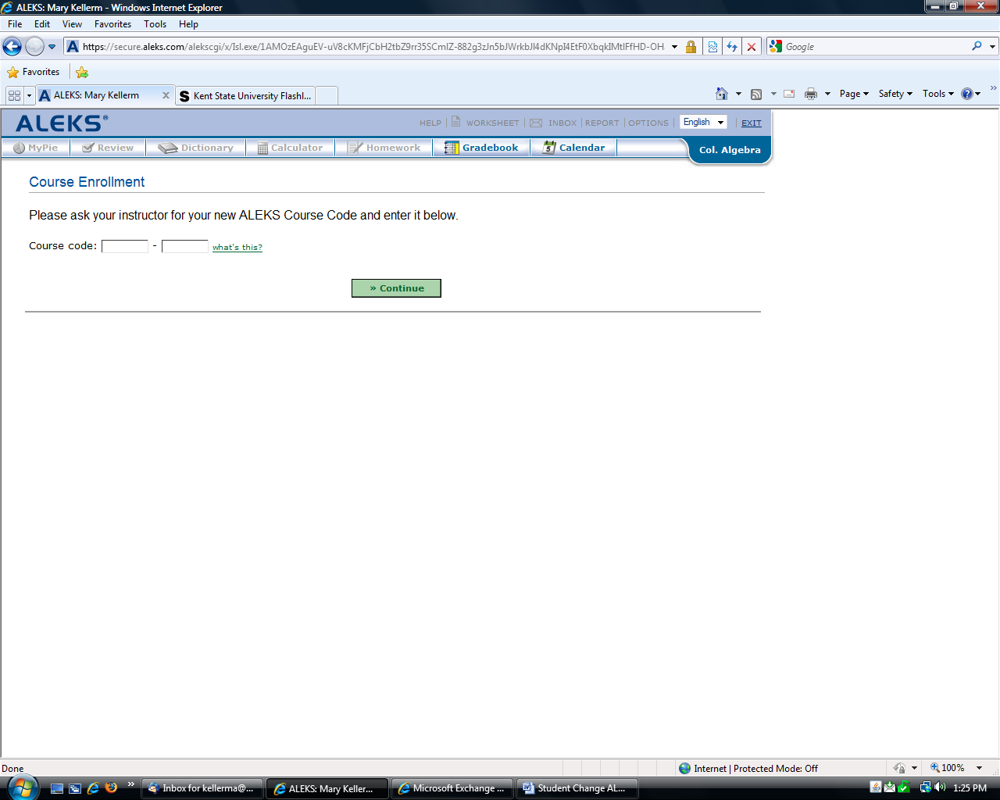 ALEKS: Mary Kellerm - Windows Internet Explorer
File Edit View Favorites Tools Help
https://secure.aleks.com/alekscgi/x/Isl.exe/
Google
Favorites
ALEKS: Mary Kellerm
Kent State University Flashl...
Page Safety Tools
ALEKS®
HELP | WORKSHEET | INBOX | REPORT | OPTIONS | English | EXIT
MyPie Review Dictionary Calculator Homework Gradebook 5 Calendar Col. Algebra
Course Enrollment
Please ask your instructor for your new ALEKS Course Code and enter it below.
Course code: - what's this?
» Continue
Done
Internet | Protected Mode: Off
100%
Inbox for kellerma@...
ALEKS: Mary Keller...
Microsoft Exchange ...
Student Change AL...
1:25 PM